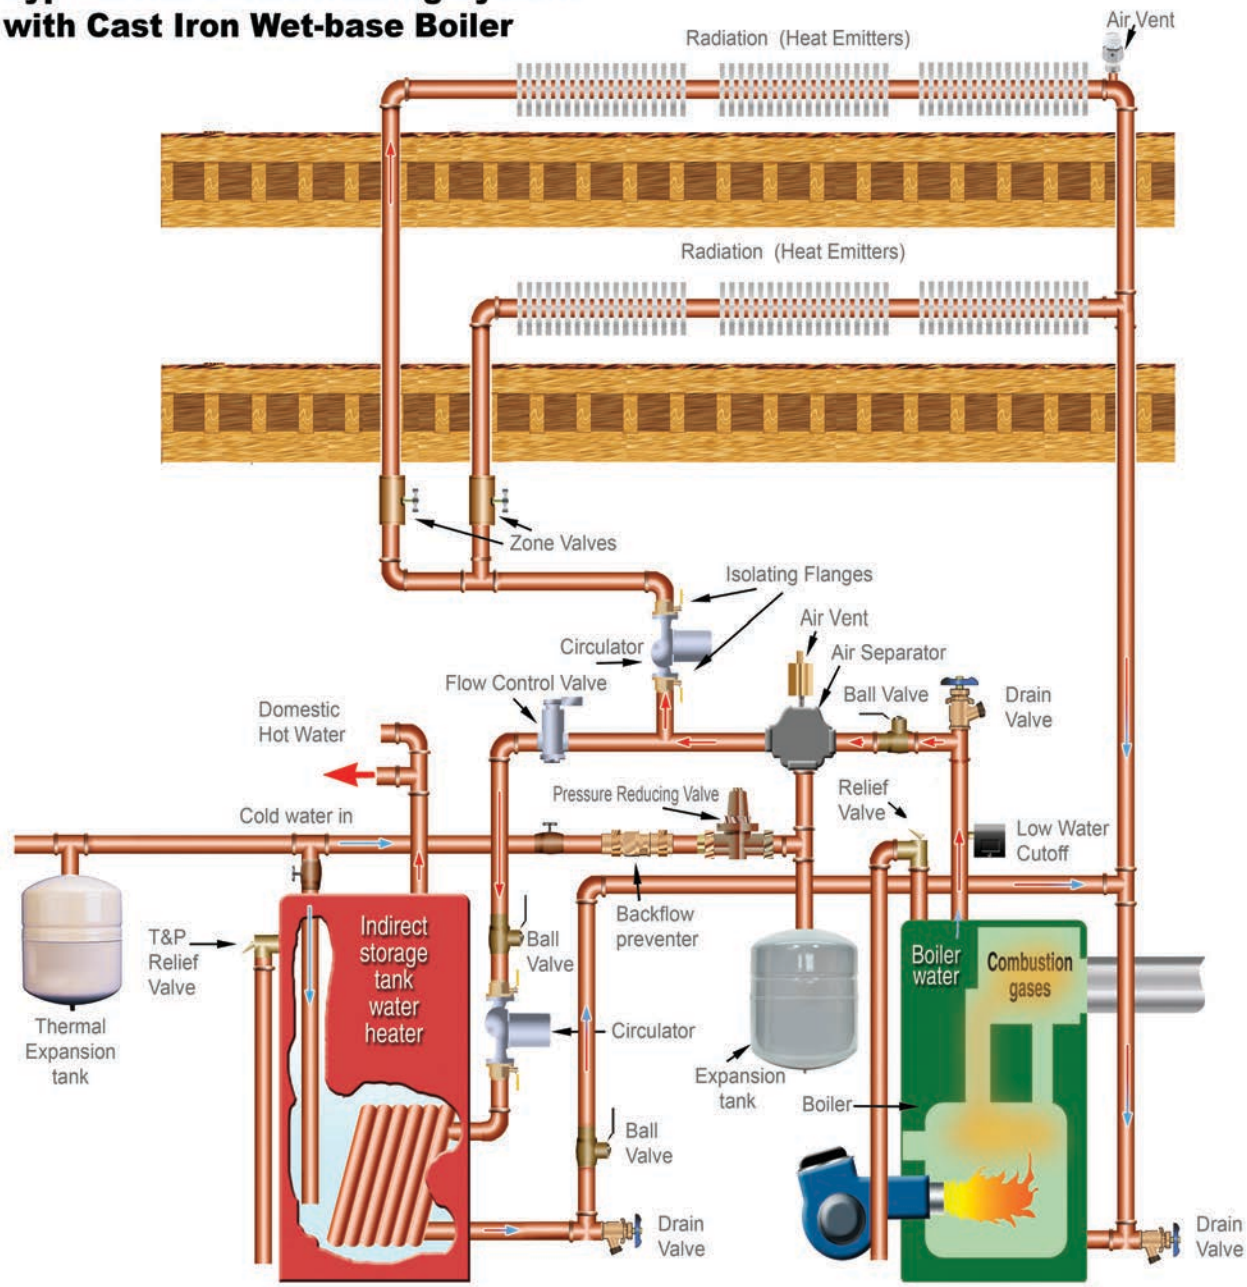 with Cast Iron Wet-base Boiler
Air Vent
Radiation (Heat Emitters)
Radiation (Heat Emitters)
Zone Valves
Isolating Flanges
Air Vent
Circulator
Air Separator
Flow Control Valve
Ball Valve
Drain
Valve
Domestic
Hot Water
Pressure Reducing Valve
Relief
Valve
Cold water in
Low Water
Cutoff
Backflow
preventer
Indirect
storage
tank
water
heater
T&P
Relief
Valve
Ball
Valve
Boiler
water
Combustion
gases
Thermal
Expansion
tank
Circulator
Expansion
tank
Boiler
Ball
Valve
Drain
Valve
Drain
Valve